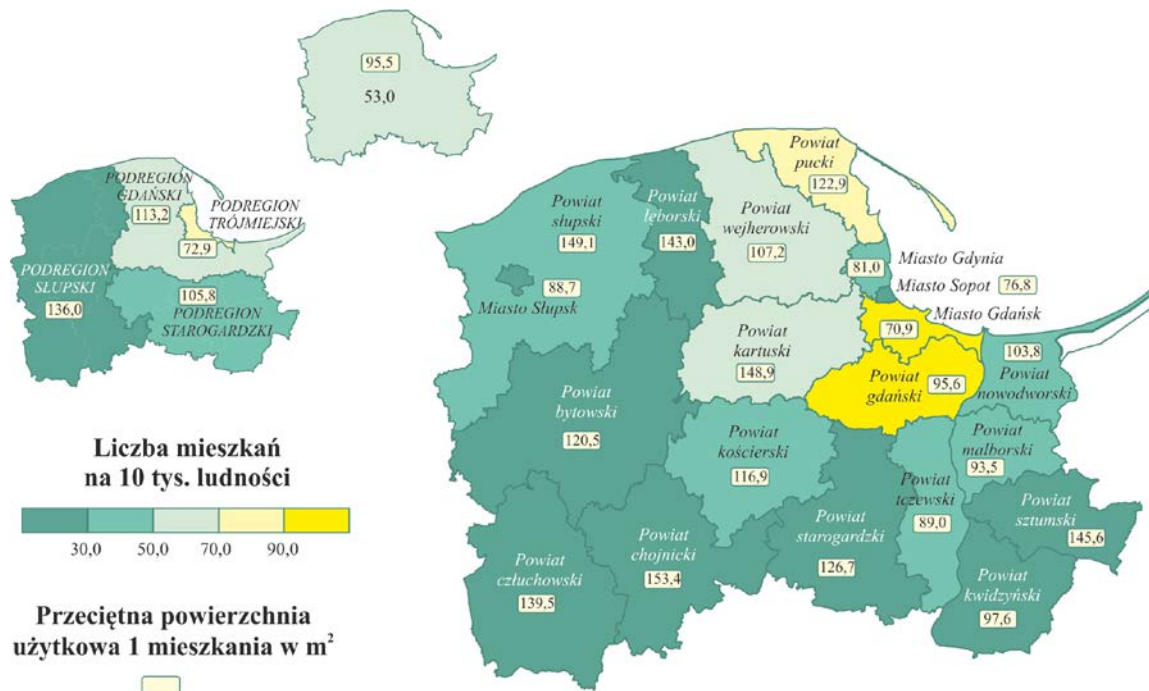 95,5
53,0
PODREGION
GDAŃSKI
113,2
PODREGION
TRÓJMIEJSKI
72,9
PODREGION
SŁUPSKI
136,0
105,8
PODREGION
STAROGARDZKI
Liczba mieszkań
na 10 tys. ludności
30,0 50,0 70,0 90,0
Przeciętna powierzchnia
użytkowa 1 mieszkania w m²
Powiat
pucki
122,9
Powiat
słupski
149,1
Powiat
lęborski
143,0
Powiat
wejherowski
107,2
88,7
Miasto Słupsk
81,0
Miasto Gdynia
Miasto Sopot 76,8
Miasto Gdańsk
70,9
Powiat
kartuski
148,9
Powiat
gdański
95,6
103,8
Powiat
nowodworski
Powiat
bytowski
120,5
Powiat
kościerski
116,9
Powiat
malborski
93,5
Powiat
tczewski
89,0
Powiat
sztumski
145,6
Powiat
człuchowski
139,5
Powiat
chojnicki
153,4
Powiat
starogardzki
126,7
Powiat
kwidzyński
97,6